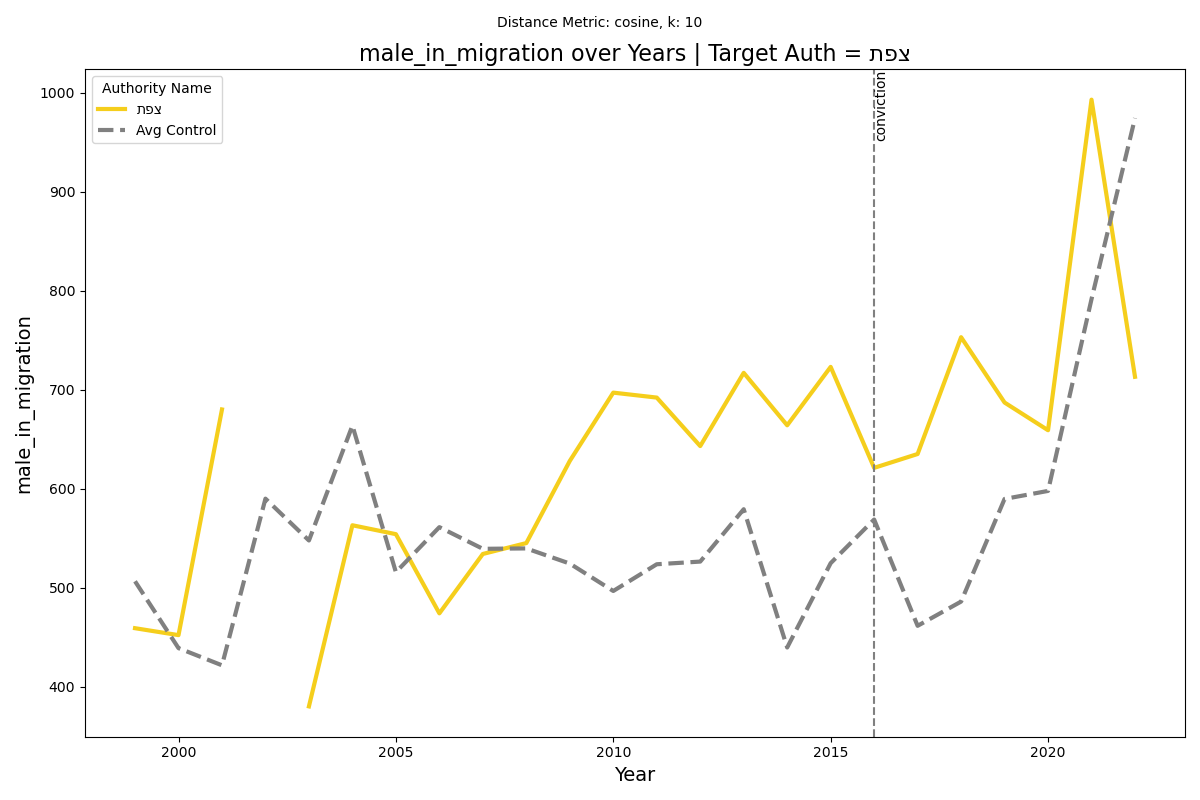 Distance Metric: cosine, k: 10
male_in_migration over Years | Target Auth = צפת
Authority Name
צפת
Avg Control
conviction
1000
900
800
700
600
500
400
male_in_migration
2000 2005 2010 2015 2020
Year